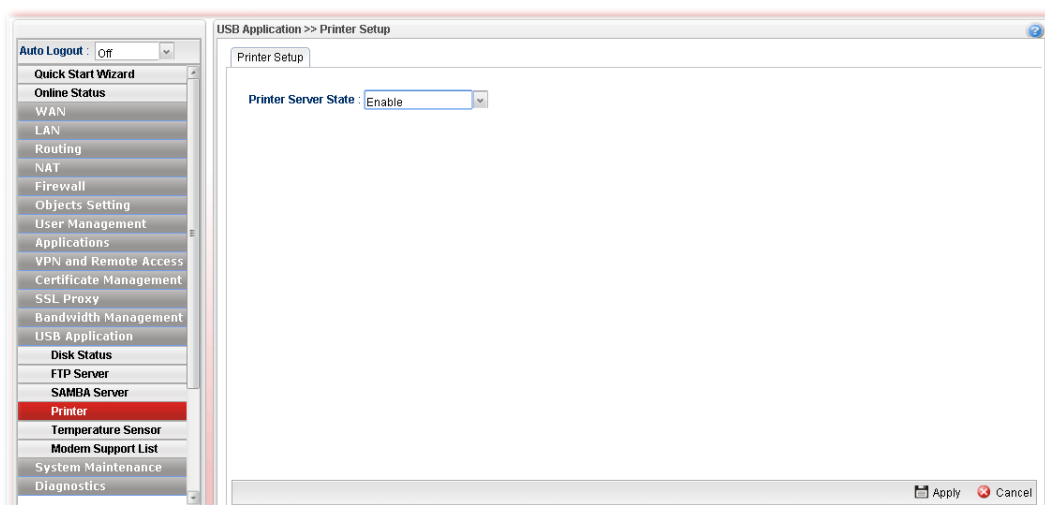 USB Application >> Printer Setup
Auto Logout : Off
Quick Start Wizard
Online Status
WAN
LAN
Routing
NAT
Firewall
Objects Setting
User Management
Applications
VPN and Remote Access
Certificate Management
SSL Proxy
Bandwidth Management
USB Application
Disk Status
FTP Server
SAMBA Server
Printer
Temperature Sensor
Modem Support List
System Maintenance
Diagnostics
Printer Setup
Printer Server State : Enable
Apply Cancel